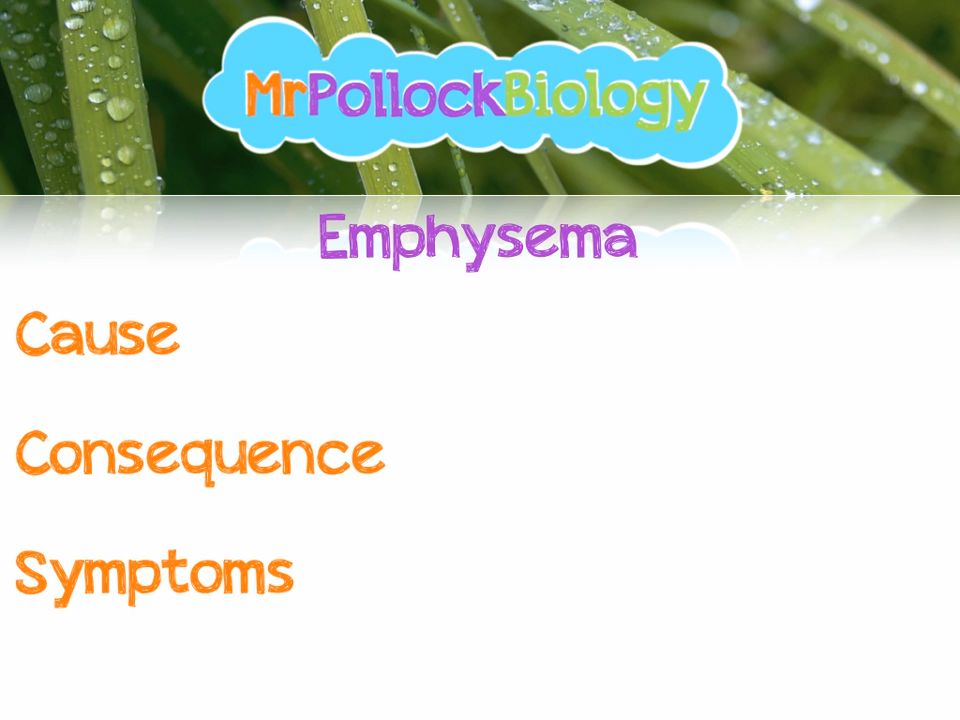 MrPollockBiology
Emphysema
Cause
Consequence
Symptoms